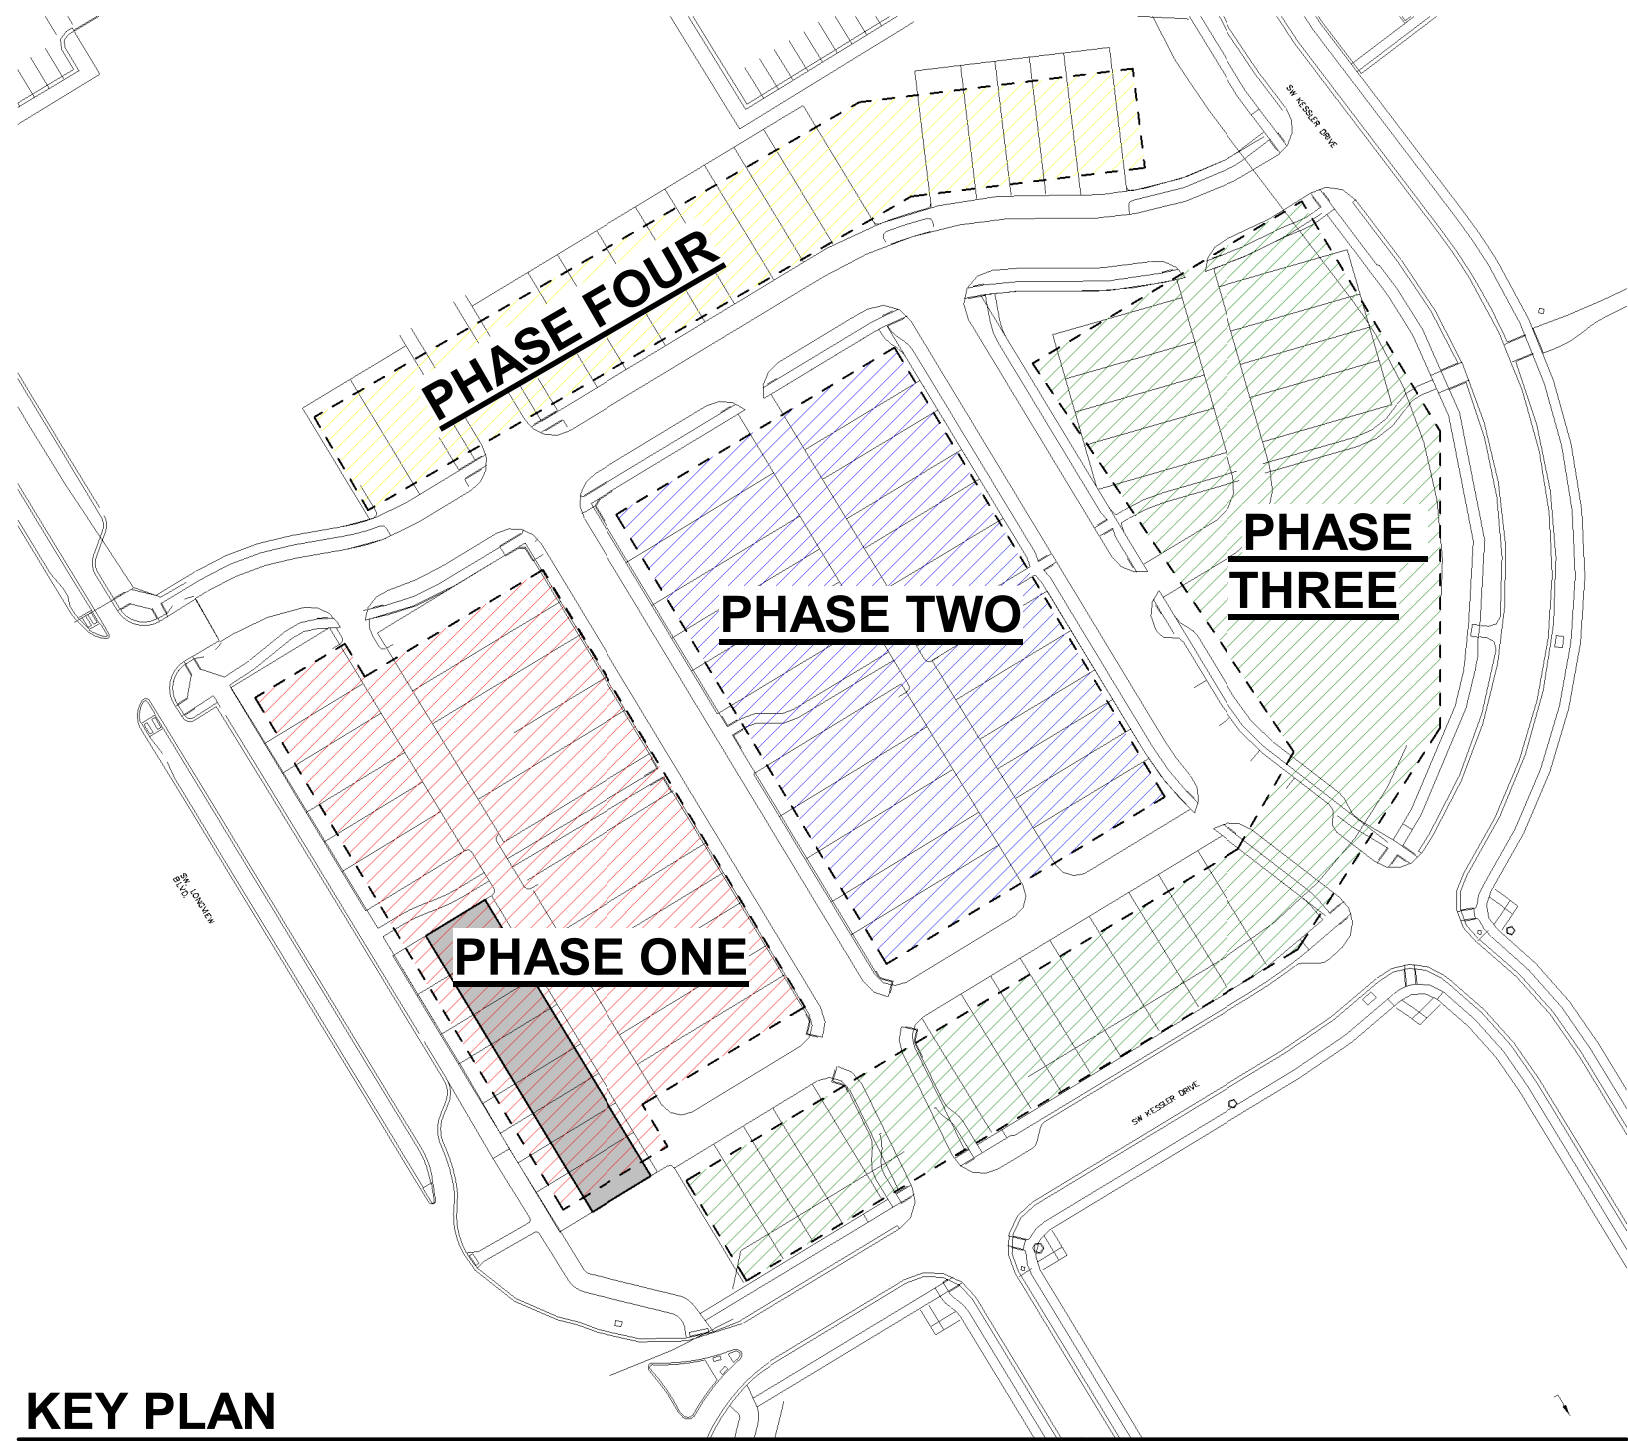 SW KESSLER DRIVE
PHASE FOUR
PHASE
THREE
PHASE TWO
SW LONGVIEW
BLVD.
PHASE ONE
SW KESSLER DRIVE
KEY PLAN